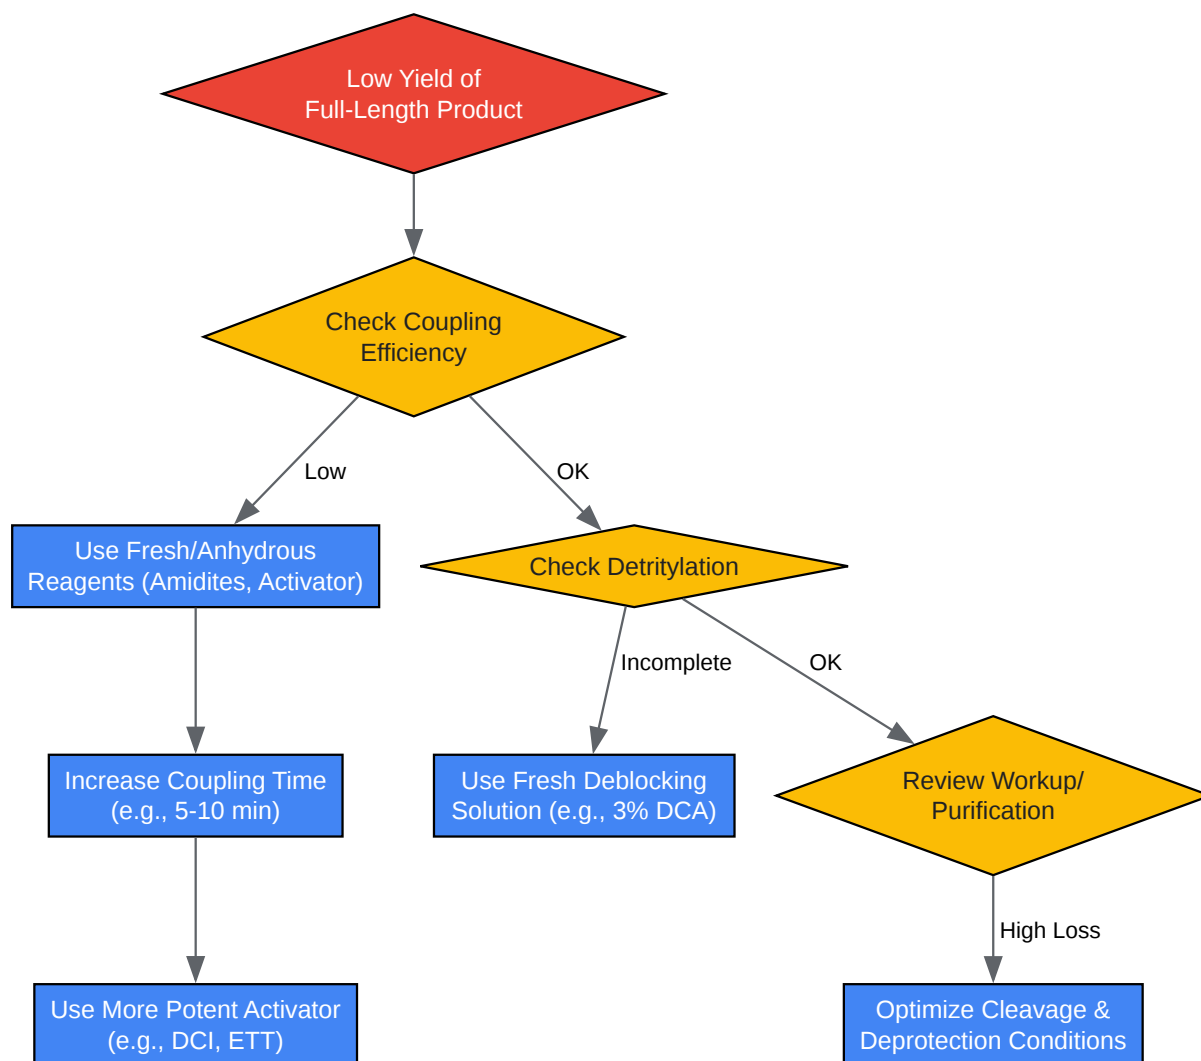 Low Yield of
Full-Length Product
Check Coupling
Efficiency
Low
OK
Use Fresh/Anhydrous
Reagents (Amidites, Activator)
Check Detritylation
Incomplete
OK
Increase Coupling Time
(e.g., 5-10 min)
Use Fresh Deblocking
Solution (e.g., 3% DCA)
Review Workup/
Purification
High Loss
Use More Potent Activator
(e.g., DCI, ETT)
Optimize Cleavage &
Deprotection Conditions